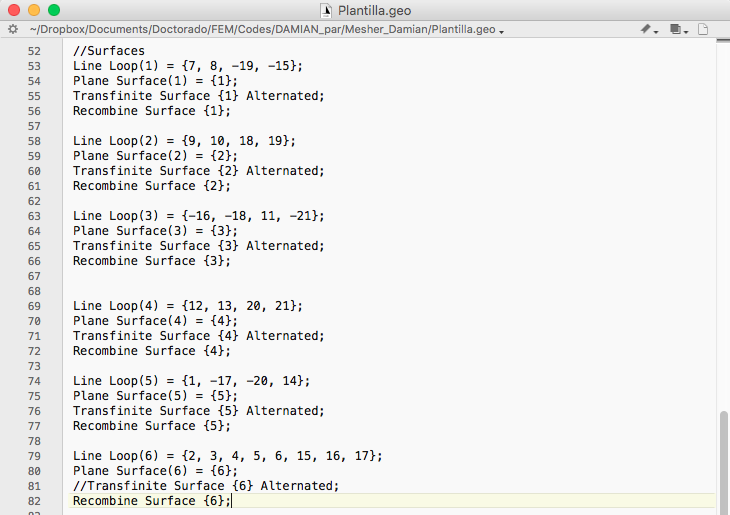 Plantilla.geo
~/Dropbox/Documents/Doctorado/FEM/Codes/DAMIAN_par/Mesher_Damian/Plantilla.geo
52 //Surfaces
53 Line Loop(1) = {7, 8, -19, -15};
54 Plane Surface(1) = {1};
55 Transfinite Surface {1} Alternated;
56 Recombine Surface {1};
57
58 Line Loop(2) = {9, 10, 18, 19};
59 Plane Surface(2) = {2};
60 Transfinite Surface {2} Alternated;
61 Recombine Surface {2};
62
63 Line Loop(3) = {-16, -18, 11, -21};
64 Plane Surface(3) = {3};
65 Transfinite Surface {3} Alternated;
66 Recombine Surface {3};
67
68
69 Line Loop(4) = {12, 13, 20, 21};
70 Plane Surface(4) = {4};
71 Transfinite Surface {4} Alternated;
72 Recombine Surface {4};
73
74 Line Loop(5) = {1, -17, -20, 14};
75 Plane Surface(5) = {5};
76 Transfinite Surface {5} Alternated;
77 Recombine Surface {5};
78
79 Line Loop(6) = {2, 3, 4, 5, 6, 15, 16, 17};
80 Plane Surface(6) = {6};
81 //Transfinite Surface {6} Alternated;
82 Recombine Surface {6};